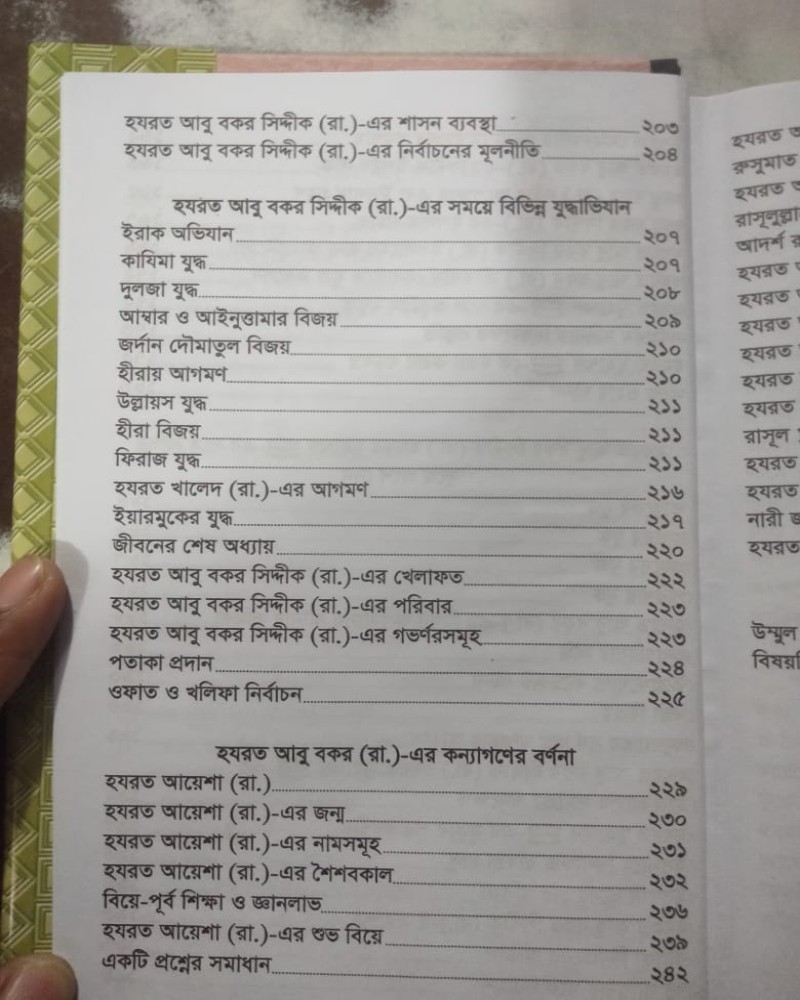 হযরত আবু বকর সিদ্দীক (রা.)-এর শাসন ব্যবস্থা ২০৩
হযরত আবু বকর সিদ্দীক (রা.)-এর নির্বাচনের মূলনীতি ২০৪
হযরত আবু বকর সিদ্দীক (রা.)-এর সময়ে বিভিন্ন যুদ্ধাভিযান
ইরাক অভিযান ২০৭
কাযিমা যুদ্ধ ২০৭
দুলজা যুদ্ধ ২০৮
আম্বার ও আইনুত্তামার বিজয় ২০৯
জর্দান দৌমাতুল বিজয় ২১০
হীরায় আগমণ ২১০
উল্লায়স যুদ্ধ ২১১
হীরা বিজয় ২১১
ফিরাজ যুদ্ধ ২১১
হযরত খালেদ (রা.)-এর আগমণ ২১৬
ইয়ারমুকের যুদ্ধ ২১৭
জীবনের শেষ অধ্যায় ২২০
হযরত আবু বকর সিদ্দীক (রা.)-এর খেলাফত ২২২
হযরত আবু বকর সিদ্দীক (রা.)-এর পরিবার ২২৩
হযরত আবু বকর সিদ্দীক (রা.)-এর গভর্ণরসমূহ ২২৩
পতাকা প্রদান ২২৪
ওফাত ও খলিফা নির্বাচন ২২৫
হযরত আবু বকর (রা.)-এর কন্যাগণের বর্ণনা
হযরত আয়েশা (রা.) ২২৯
হযরত আয়েশা (রা.)-এর জন্ম ২৩০
হযরত আয়েশা (রা.)-এর নামসমূহ ২৩১
হযরত আয়েশা (রা.)-এর শৈশবকাল ২৩২
বিয়ে-পূর্ব শিক্ষা ও জ্ঞানলাভ ২৩৬
হযরত আয়েশা (রা.)-এর শুভ বিয়ে ২৩৯
একটি প্রশ্নের সমাধান ২৪২
হযরত
হযরত
আদর্শ
হযরত
হযরত
হযরত
হযরত
হযরত
হযরত
রাসূল
হযরত
হযরত
নারী
হযরত
উম্মুল